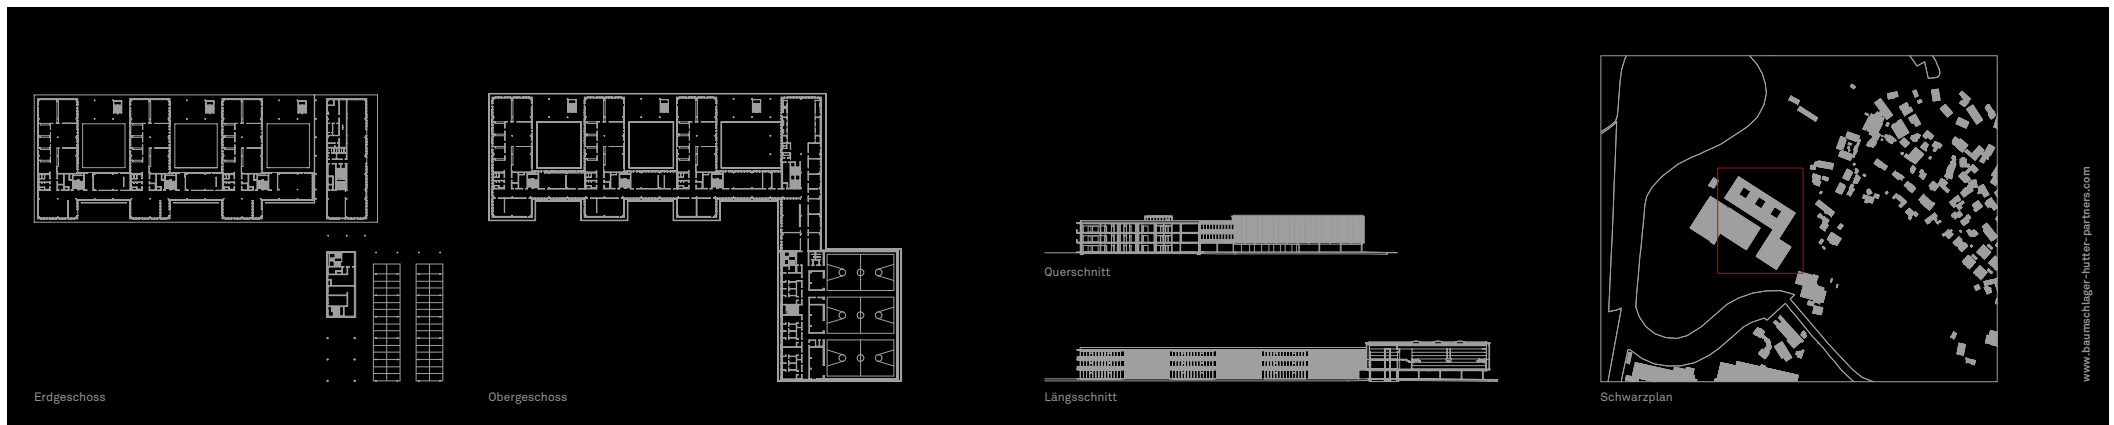 Erdgeschoss
Obergeschoss
Querschnitt
Längsschnitt
Schwarzplan
www.baumschlager-hutter-partners.com